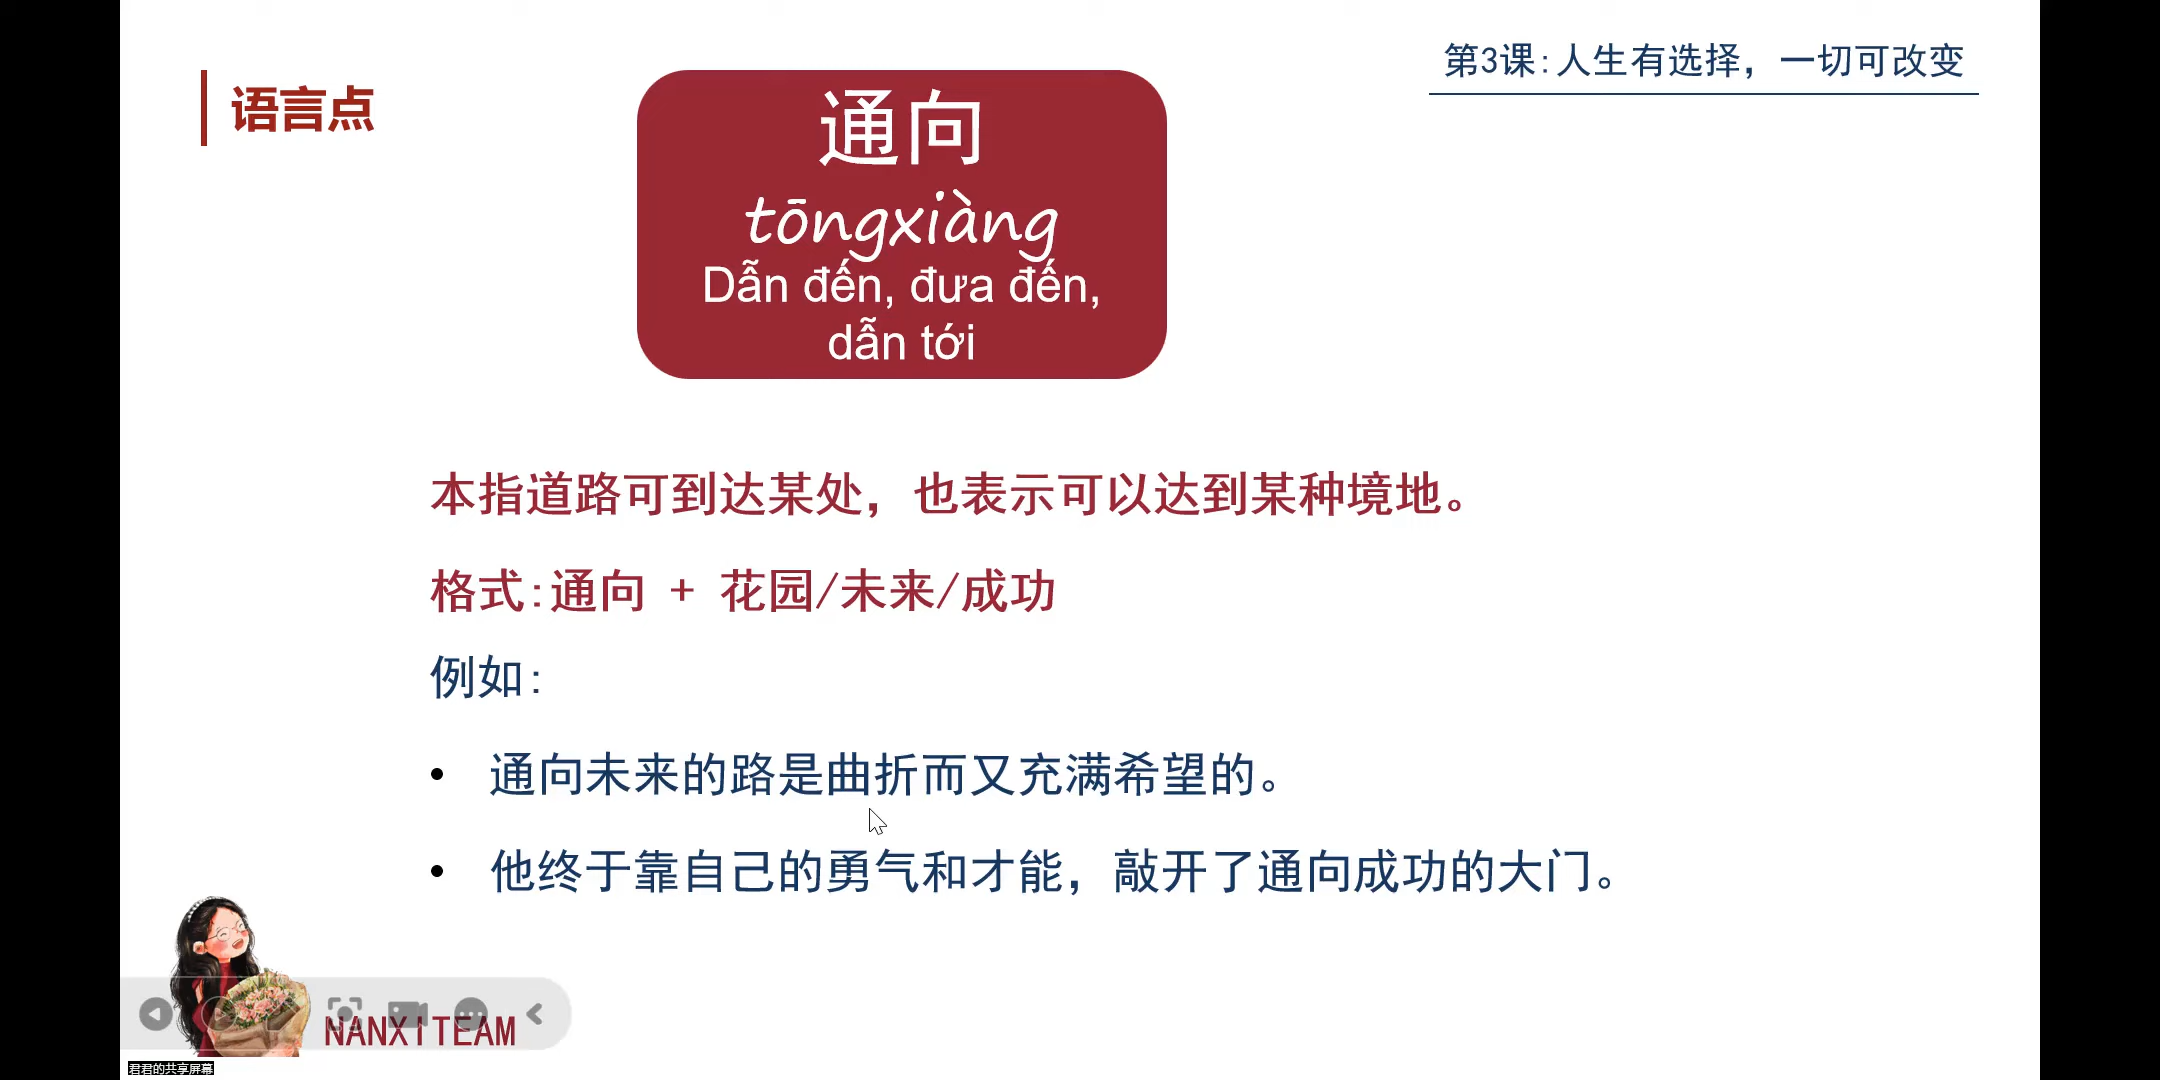 第3课:人生有选择，一切可改变
语言点
通向
tōngxiàng
Dẫn đến, đưa đến,
dẫn tới
本指道路可到达某处，也表示可以达到某种境地。
格式:通向 + 花园/未来/成功
例如:
• 通向未来的路是曲折而又充满希望的。
• 他终于靠自己的勇气和才能，敲开了通向成功的大门。
NANXITEAM
君君的共享屏幕